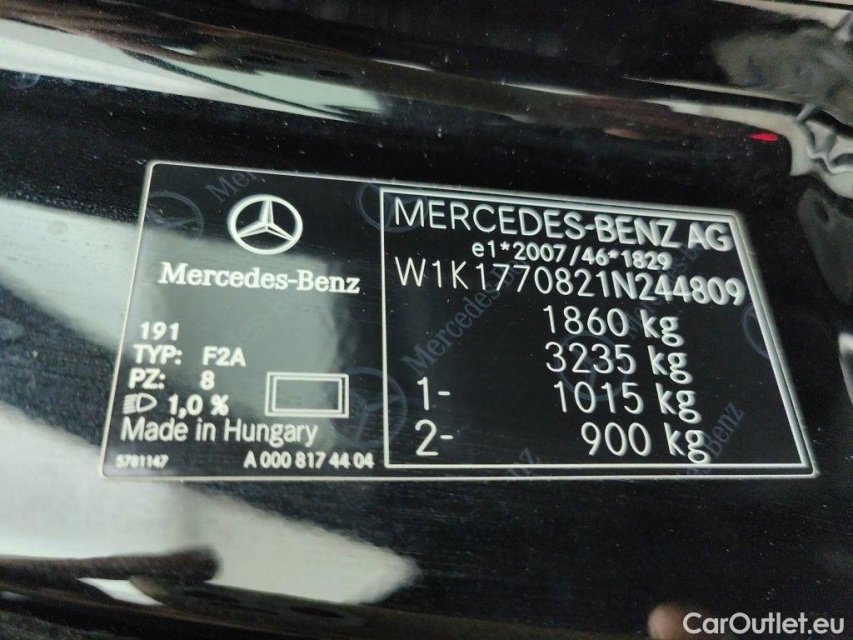 Mercedes-Benz
191
TYP: F2A
PZ: 8
1,0 %
Made in Hungary
5781147
A 000 817 44 04
MERCEDES-BENZ AG
e1*2007/46*1829
W1K1770821N244809
1860 kg
3235 kg
1- 1015 kg
2- 900 kg
CarOutlet.eu